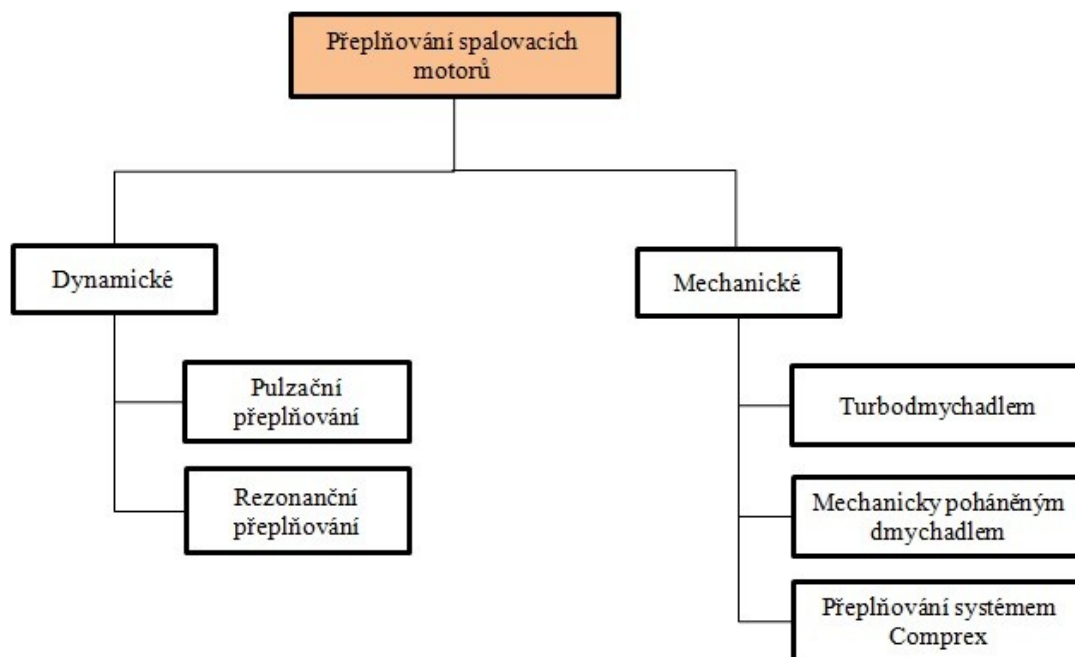 Přeplňování spalovacích
motorů
Dynamické
Mechanické
Pulzační
přeplňování
Turbodmychadlem
Rezonanční
přeplňování
Mechanicky poháněným
dmychadlem
Přeplňování systémem
Comprex